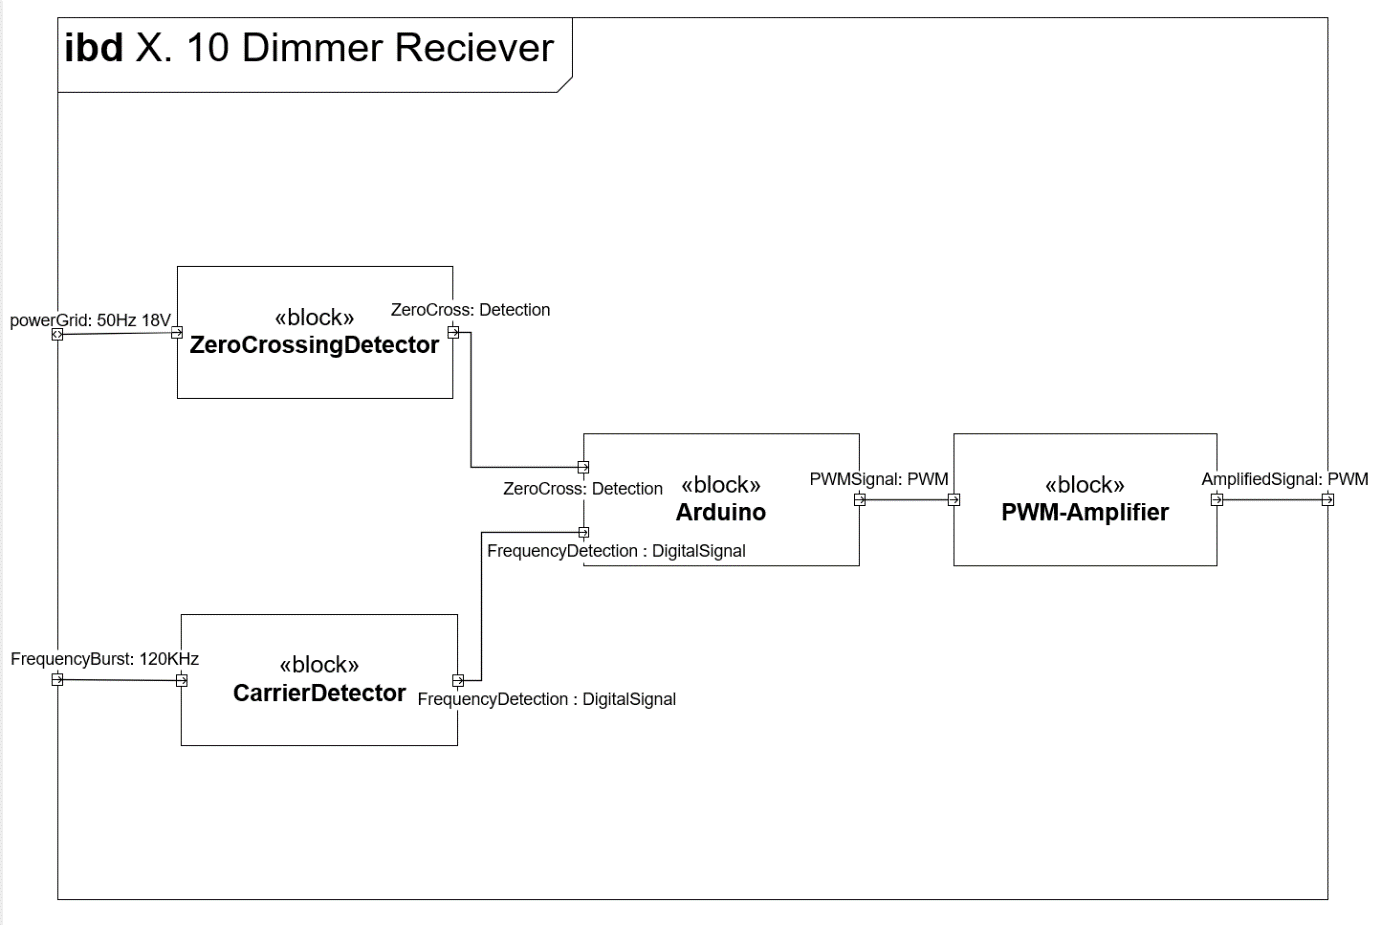 ibd X. 10 Dimmer Reciever
powerGrid: 50Hz 18V
«block»
ZeroCrossingDetector
ZeroCross: Detection
ZeroCross: Detection
FrequencyDetection : DigitalSignal
«block»
Arduino
PWMSignal: PWM
«block»
PWM-Amplifier
AmplifiedSignal: PWM
FrequencyBurst: 120KHz
«block»
CarrierDetector
FrequencyDetection : DigitalSignal